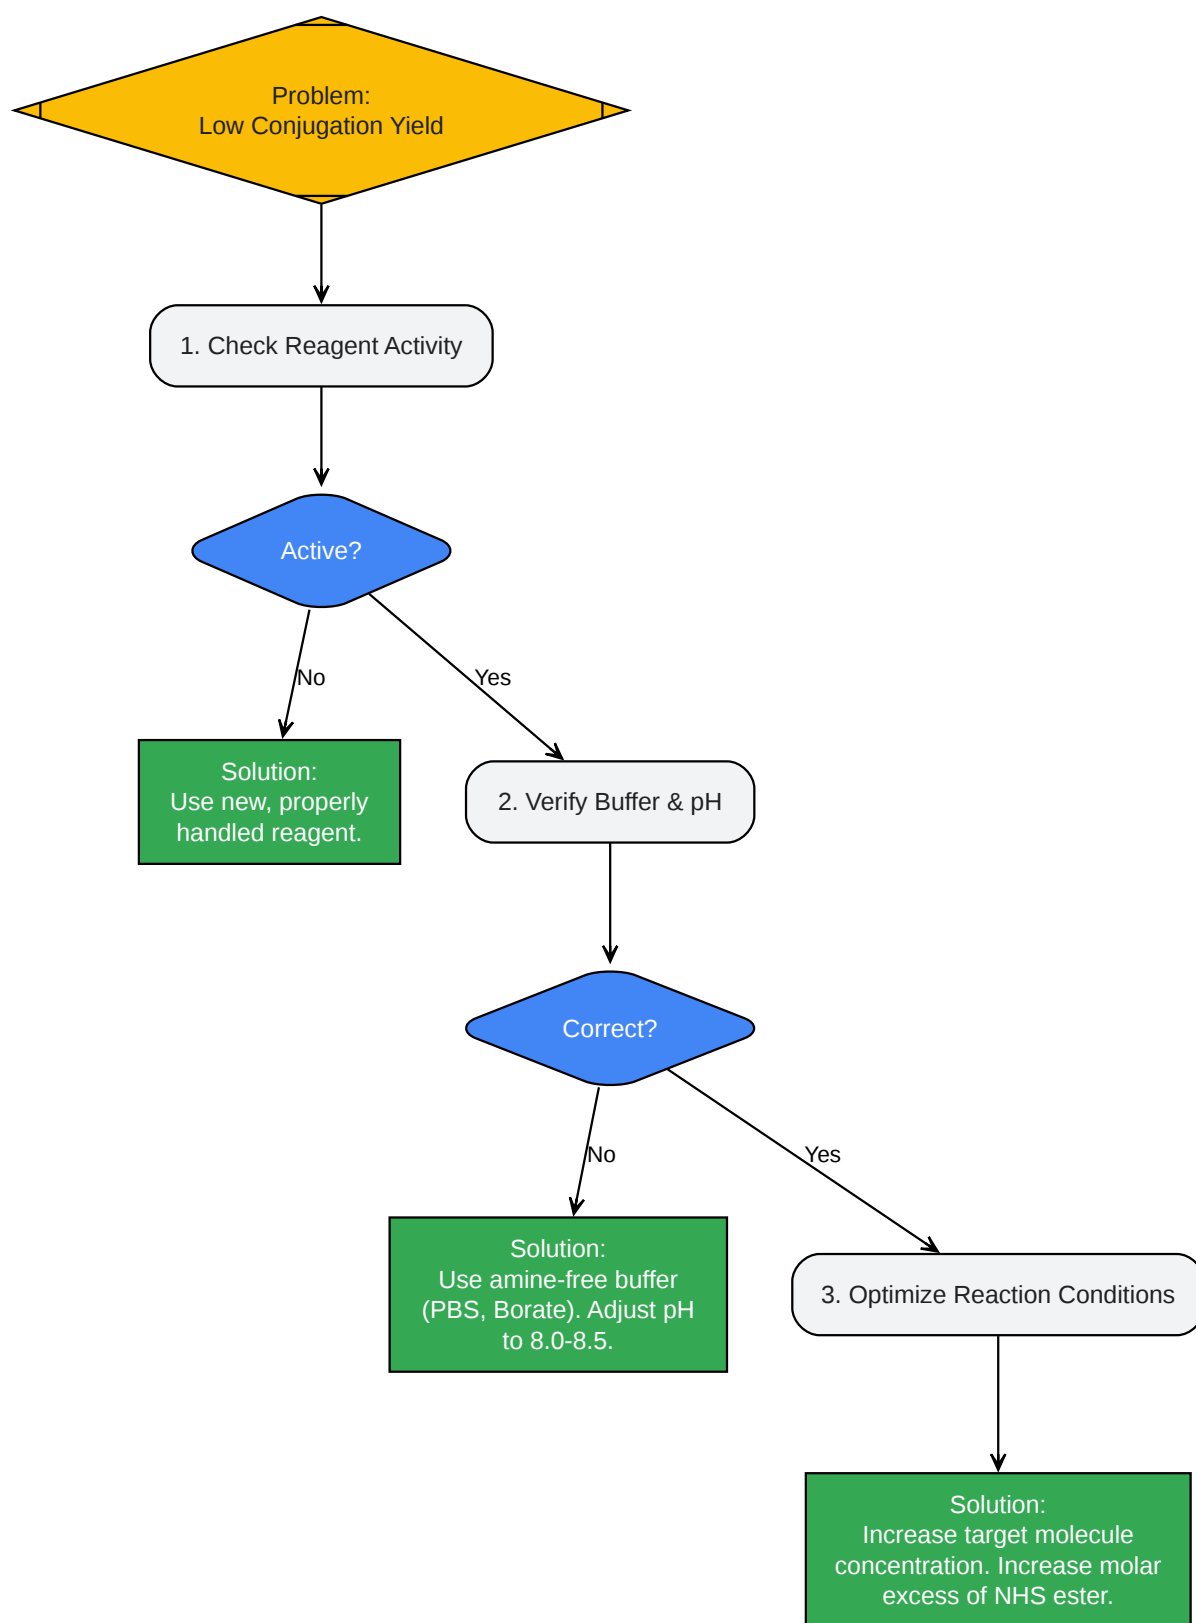 Problem:
Low Conjugation Yield
1. Check Reagent Activity
Active?
No
Yes
Solution:
Use new, properly
handled reagent.
2. Verify Buffer & pH
Correct?
No
Yes
Solution:
Use amine-free buffer
(PBS, Borate). Adjust pH
to 8.0-8.5.
3. Optimize Reaction Conditions
Solution:
Increase target molecule
concentration. Increase molar
excess of NHS ester.